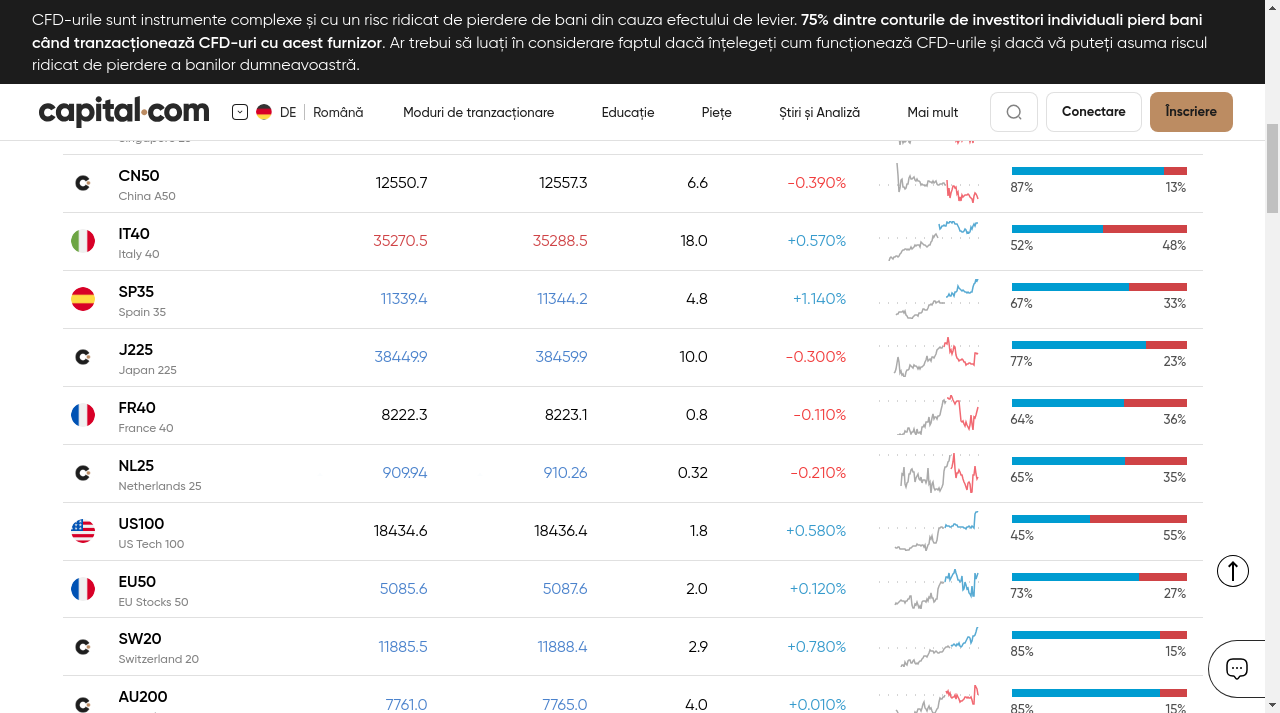 CFD-urile sunt instrumente complexe și cu un risc ridicat de pierdere de bani din cauza efectului de levier. 75% dintre conturile de investitori individuali pierd bani
când tranzacționează CFD-uri cu acest furnizor. Ar trebui să luați în considerare faptul dacă înțelegeți cum funcționează CFD-urile și dacă vă puteți asuma riscul
ridicat de pierdere a banilor dumneavoastră.
capital.com DE Română Moduri de tranzacționare Educație Piețe Știri și Analiză Mai mult Conectare Înscriere
CN50 12550.7 12557.3 6.6 -0.390%
China A50 87% 13%
IT40 35270.5 35288.5 18.0 +0.570%
Italy 40 52% 48%
SP35 11339.4 11344.2 4.8 +1.140%
Spain 35 67% 33%
J225 38449.9 38459.9 10.0 -0.300%
Japan 225 77% 23%
FR40 8222.3 8223.1 0.8 -0.110%
France 40 64% 36%
NL25 909.94 910.26 0.32 -0.210%
Netherlands 25 65% 35%
US100 18434.6 18436.4 1.8 +0.580%
US Tech 100 45% 55%
EU50 5085.6 5087.6 2.0 +0.120%
EU Stocks 50 73% 27%
SW20 11885.5 11888.4 2.9 +0.780%
Switzerland 20 85% 15%
AU200 7761.0 7765.0 4.0 +0.010%
85% 15%